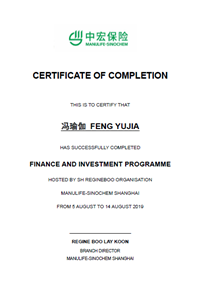 中宏保险
MANULIFE-SINOCHEM
CERTIFICATE OF COMPLETION
THIS IS TO CERTIFY THAT
冯瑜伽 FENG YUJIA
HAS SUCCESSFULLY COMPLETED
FINANCE AND INVESTMENT PROGRAMME
HOSTED BY SH REGINEBOO ORGANISATION
MANULIFE-SINOCHEM SHANGHAI
FROM 5 AUGUST TO 14 AUGUST 2019
REGINE BOO LAY KOON
BRANCH DIRECTOR
MANULIFE-SINOCHEM SHANGHAI